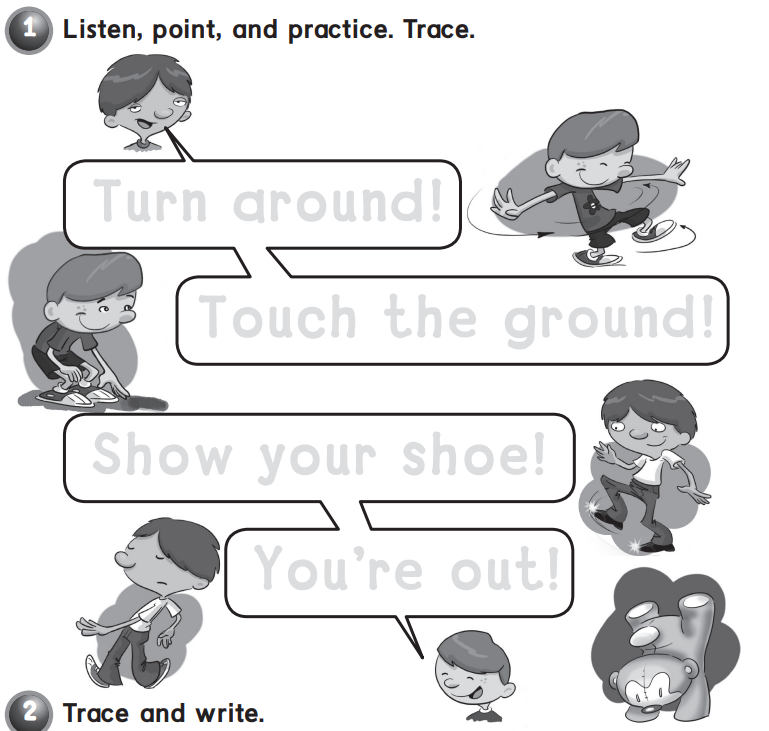 1 Listen, point, and practice. Trace.
Turn around!
Touch the ground!
Show your shoe!
You're out!
2 Trace and write.